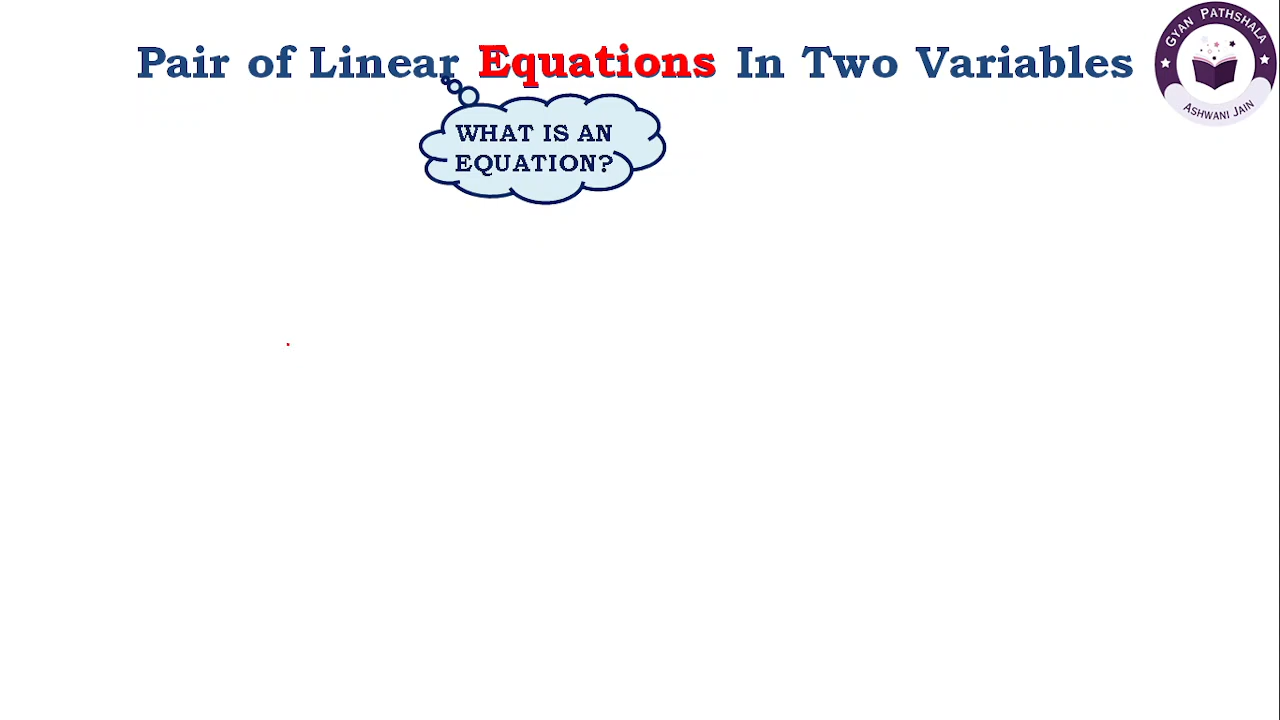 Pair of Linear Equations In Two Variables
WHAT IS AN
EQUATION?
GYAN PATHSHALA
ASHWANI JAIN